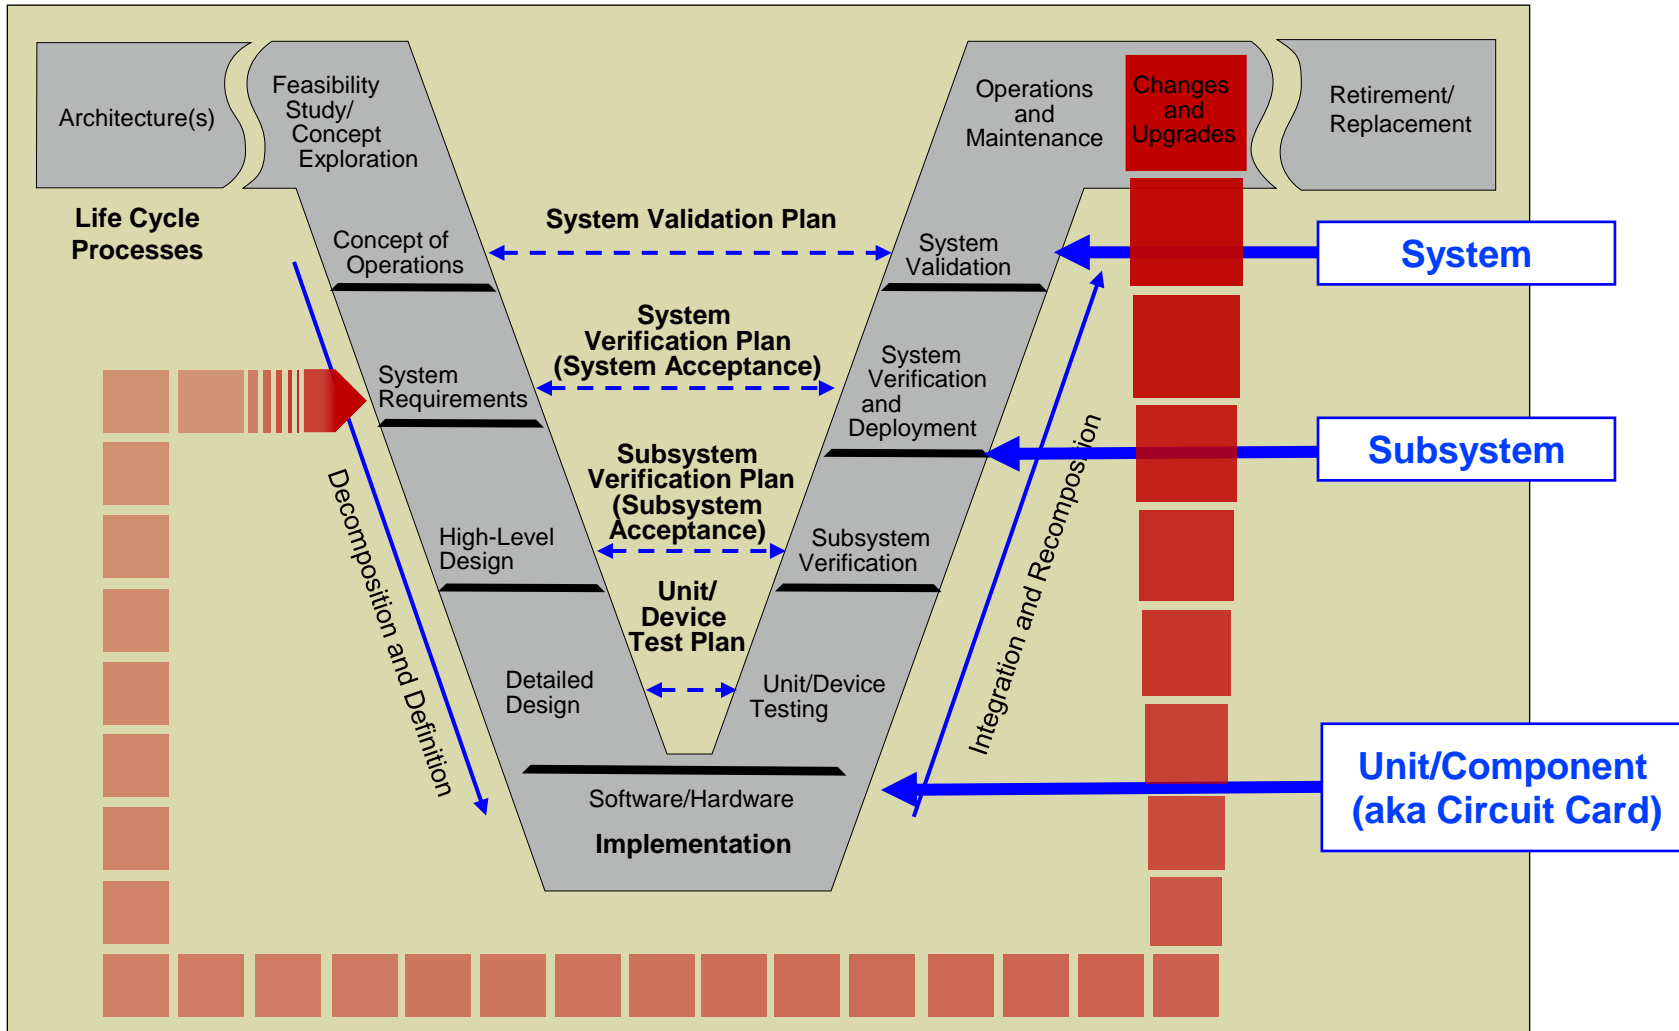 Architecture(s)
Feasibility
Study/
Concept
Exploration
Operations
and
Maintenance
Changes
and
Upgrades
Retirement/
Replacement
Life Cycle
Processes
Concept of
Operations
System Validation Plan
System
Validation
System
System
Requirements
System
Verification Plan
(System Acceptance)
System
Verification
and
Deployment
Subsystem
Decomposition and Definition
High-Level
Design
Subsystem
Verification Plan
(Subsystem
Acceptance)
Subsystem
Verification
Integration and Recomposition
Detailed
Design
Unit/
Device
Test Plan
Unit/Device
Testing
Software/Hardware
Implementation
Unit/Component
(aka Circuit Card)